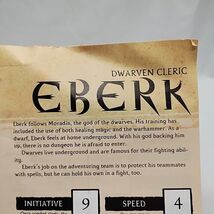 DWARVEN CLERIC
EBERK
Eberk follows Moradin, the god of the dwarves. His training has
included the use of both healing magic and the warhammer. As a
dwarf, Eberk feels at home underground. With his god backing him
up, there is no dungeon he is afraid to enter.
Dwarves live underground and are famous for their fighting abil-
ity.
Eberk's job on the adventuring team is to protect his teammates
with spells, but he can hold his own in a fight, too.
INITIATIVE 9 SPEED 4